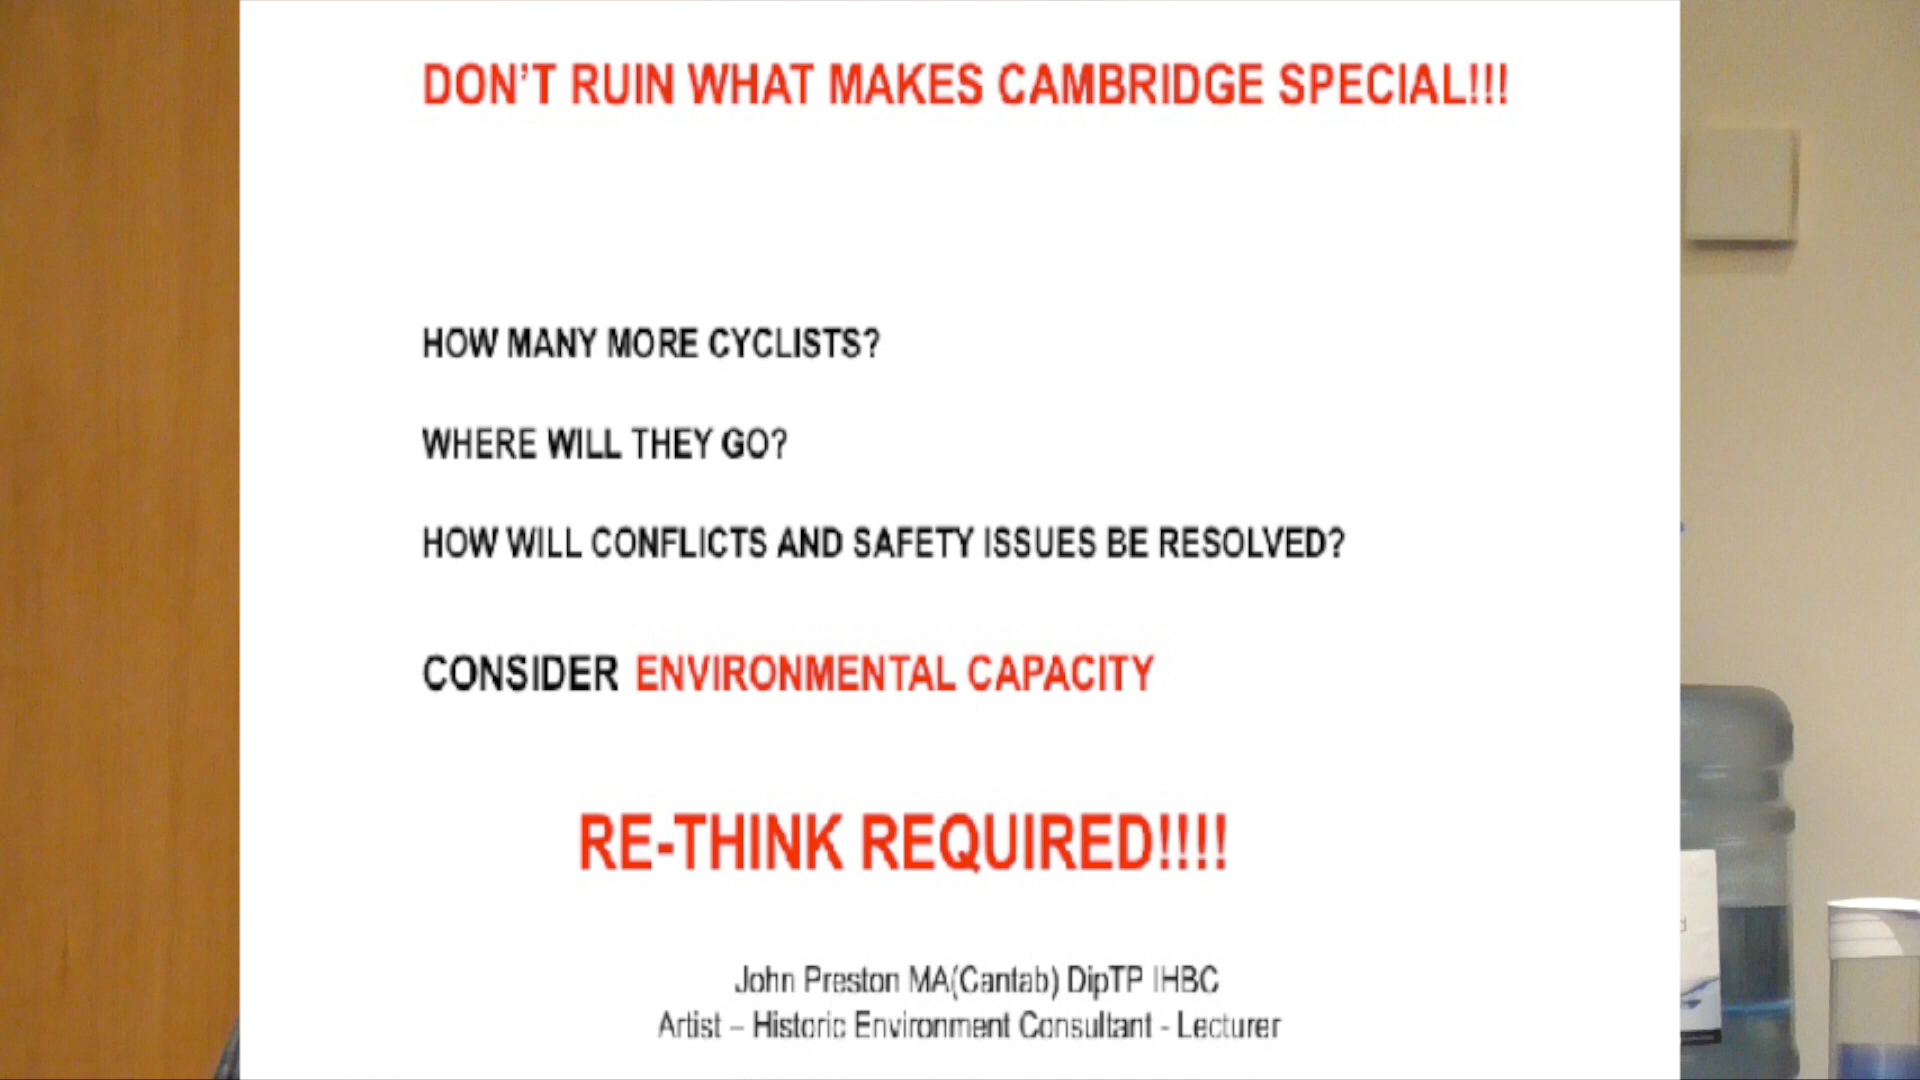 DON'T RUIN WHAT MAKES CAMBRIDGE SPECIAL!!!
HOW MANY MORE CYCLISTS?
WHERE WILL THEY GO?
HOW WILL CONFLICTS AND SAFETY ISSUES BE RESOLVED?
CONSIDER ENVIRONMENTAL CAPACITY
RE-THINK REQUIRED!!!!
John Preston MA(Cantab) DipTP IHBC
Artist – Historic Environment Consultant - Lecturer